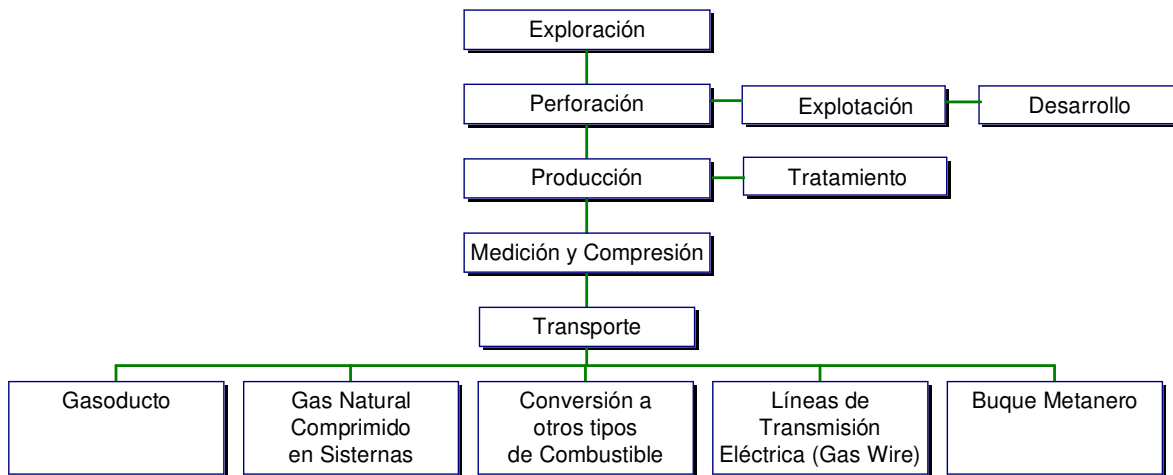 Exploración
Perforación
Explotación
Desarrollo
Producción
Tratamiento
Medición y Compresión
Transporte
Gasoducto
Gas Natural
Comprimido
en Sisternas
Conversión a
otros tipos
de Combustible
Líneas de
Transmisión
Eléctrica (Gas Wire)
Buque Metanero